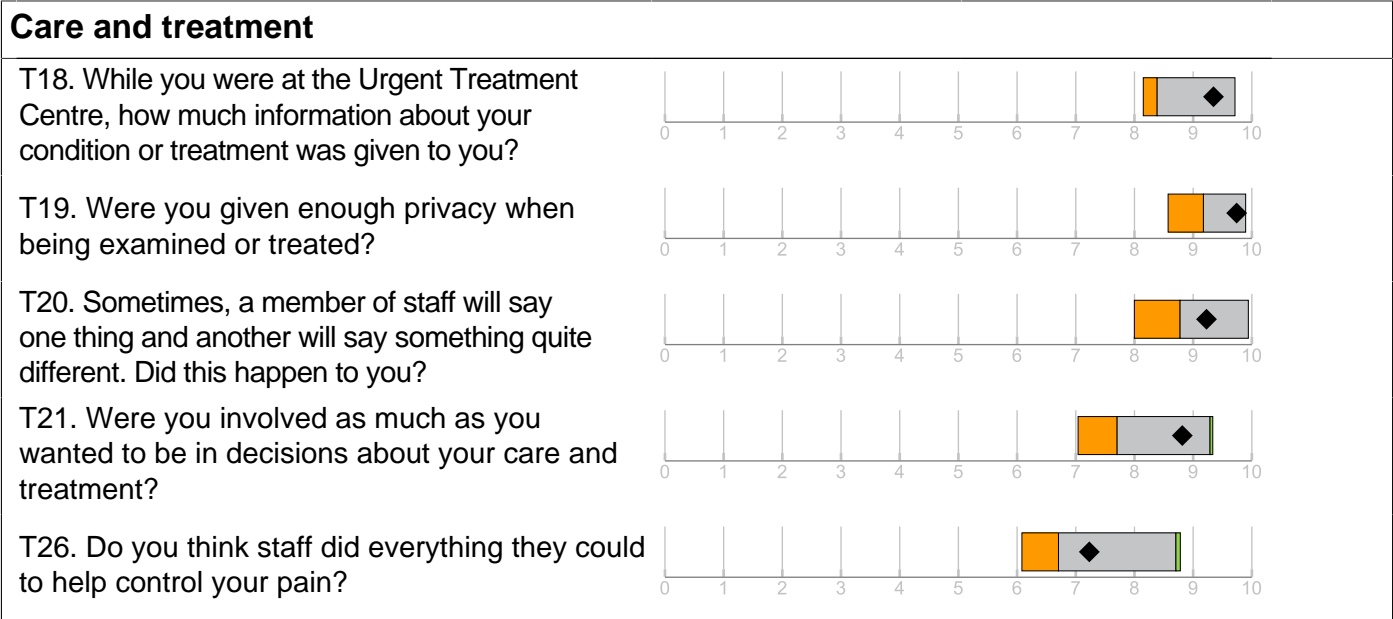 Care and treatment
T18. While you were at the Urgent Treatment
Centre, how much information about your
condition or treatment was given to you?
0 1 2 3 4 5 6 7 8 9 10
T19. Were you given enough privacy when
being examined or treated?
0 1 2 3 4 5 6 7 8 9 10
T20. Sometimes, a member of staff will say
one thing and another will say something quite
different. Did this happen to you?
0 1 2 3 4 5 6 7 8 9 10
T21. Were you involved as much as you
wanted to be in decisions about your care and
treatment?
0 1 2 3 4 5 6 7 8 9 10
T26. Do you think staff did everything they could
to help control your pain?
0 1 2 3 4 5 6 7 8 9 10